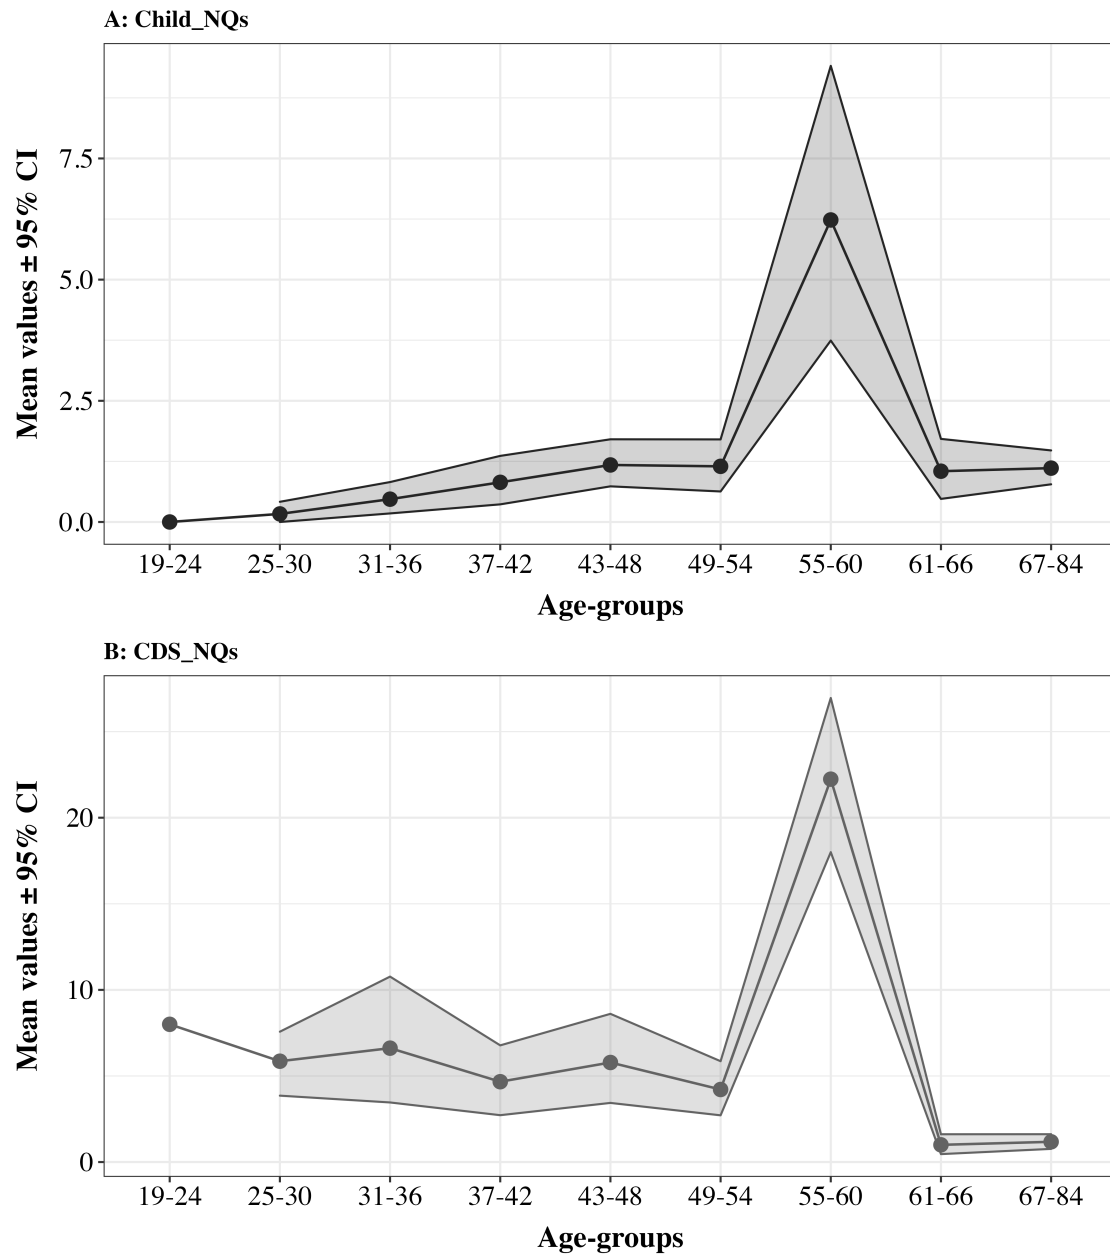 A: Child_NQs
Mean values ± 95% CI
7.5
5.0
2.5
0.0
19-24 25-30 31-36 37-42 43-48 49-54 55-60 61-66 67-84
Age-groups
B: CDS_NQs
Mean values ± 95% CI
20
10
0
19-24 25-30 31-36 37-42 43-48 49-54 55-60 61-66 67-84
Age-groups